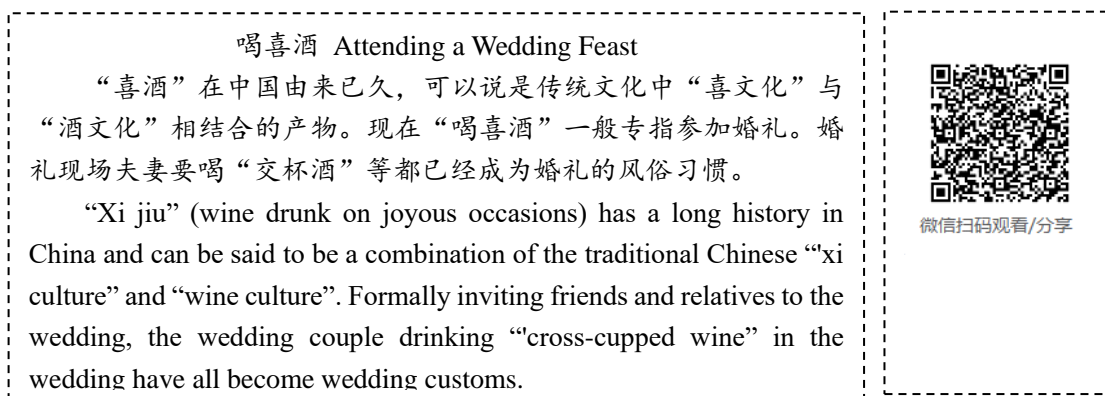 喝喜酒 Attending a Wedding Feast
“喜酒”在中国由来已久，可以说是传统文化中“喜文化”与
“酒文化”相结合的产物。现在“喝喜酒”一般专指参加婚礼。婚
礼现场夫妻要喝“交杯酒”等都已经成为婚礼的风俗习惯。
“Xi jiu” (wine drunk on joyous occasions) has a long history in
China and can be said to be a combination of the traditional Chinese “'xi
culture” and “wine culture”. Formally inviting friends and relatives to the
wedding, the wedding couple drinking “'cross-cupped wine” in the
wedding have all become wedding customs.
微信扫码观看/分享